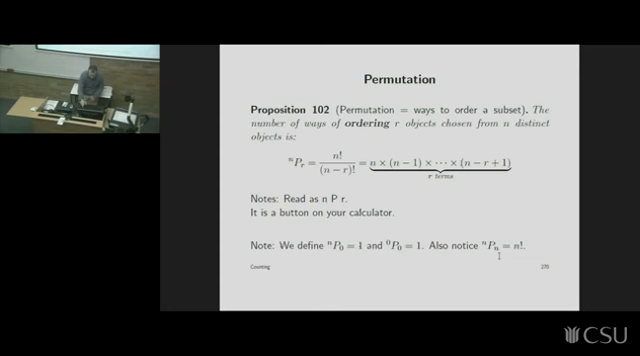 Permutation
Proposition 102 (Permutation = ways to order a subset). The
number of ways of ordering r objects chosen from n distinct
objects is:
ⁿPᵣ = n!/(n − r)! = n × (n − 1) × ··· × (n − r + 1)
r terms
Notes: Read as n P r.
It is a button on your calculator.
Note: We define ⁿP₀ = 1 and ⁰P₀ = 1. Also notice ⁿPₙ = n!.
Counting 270
CSU